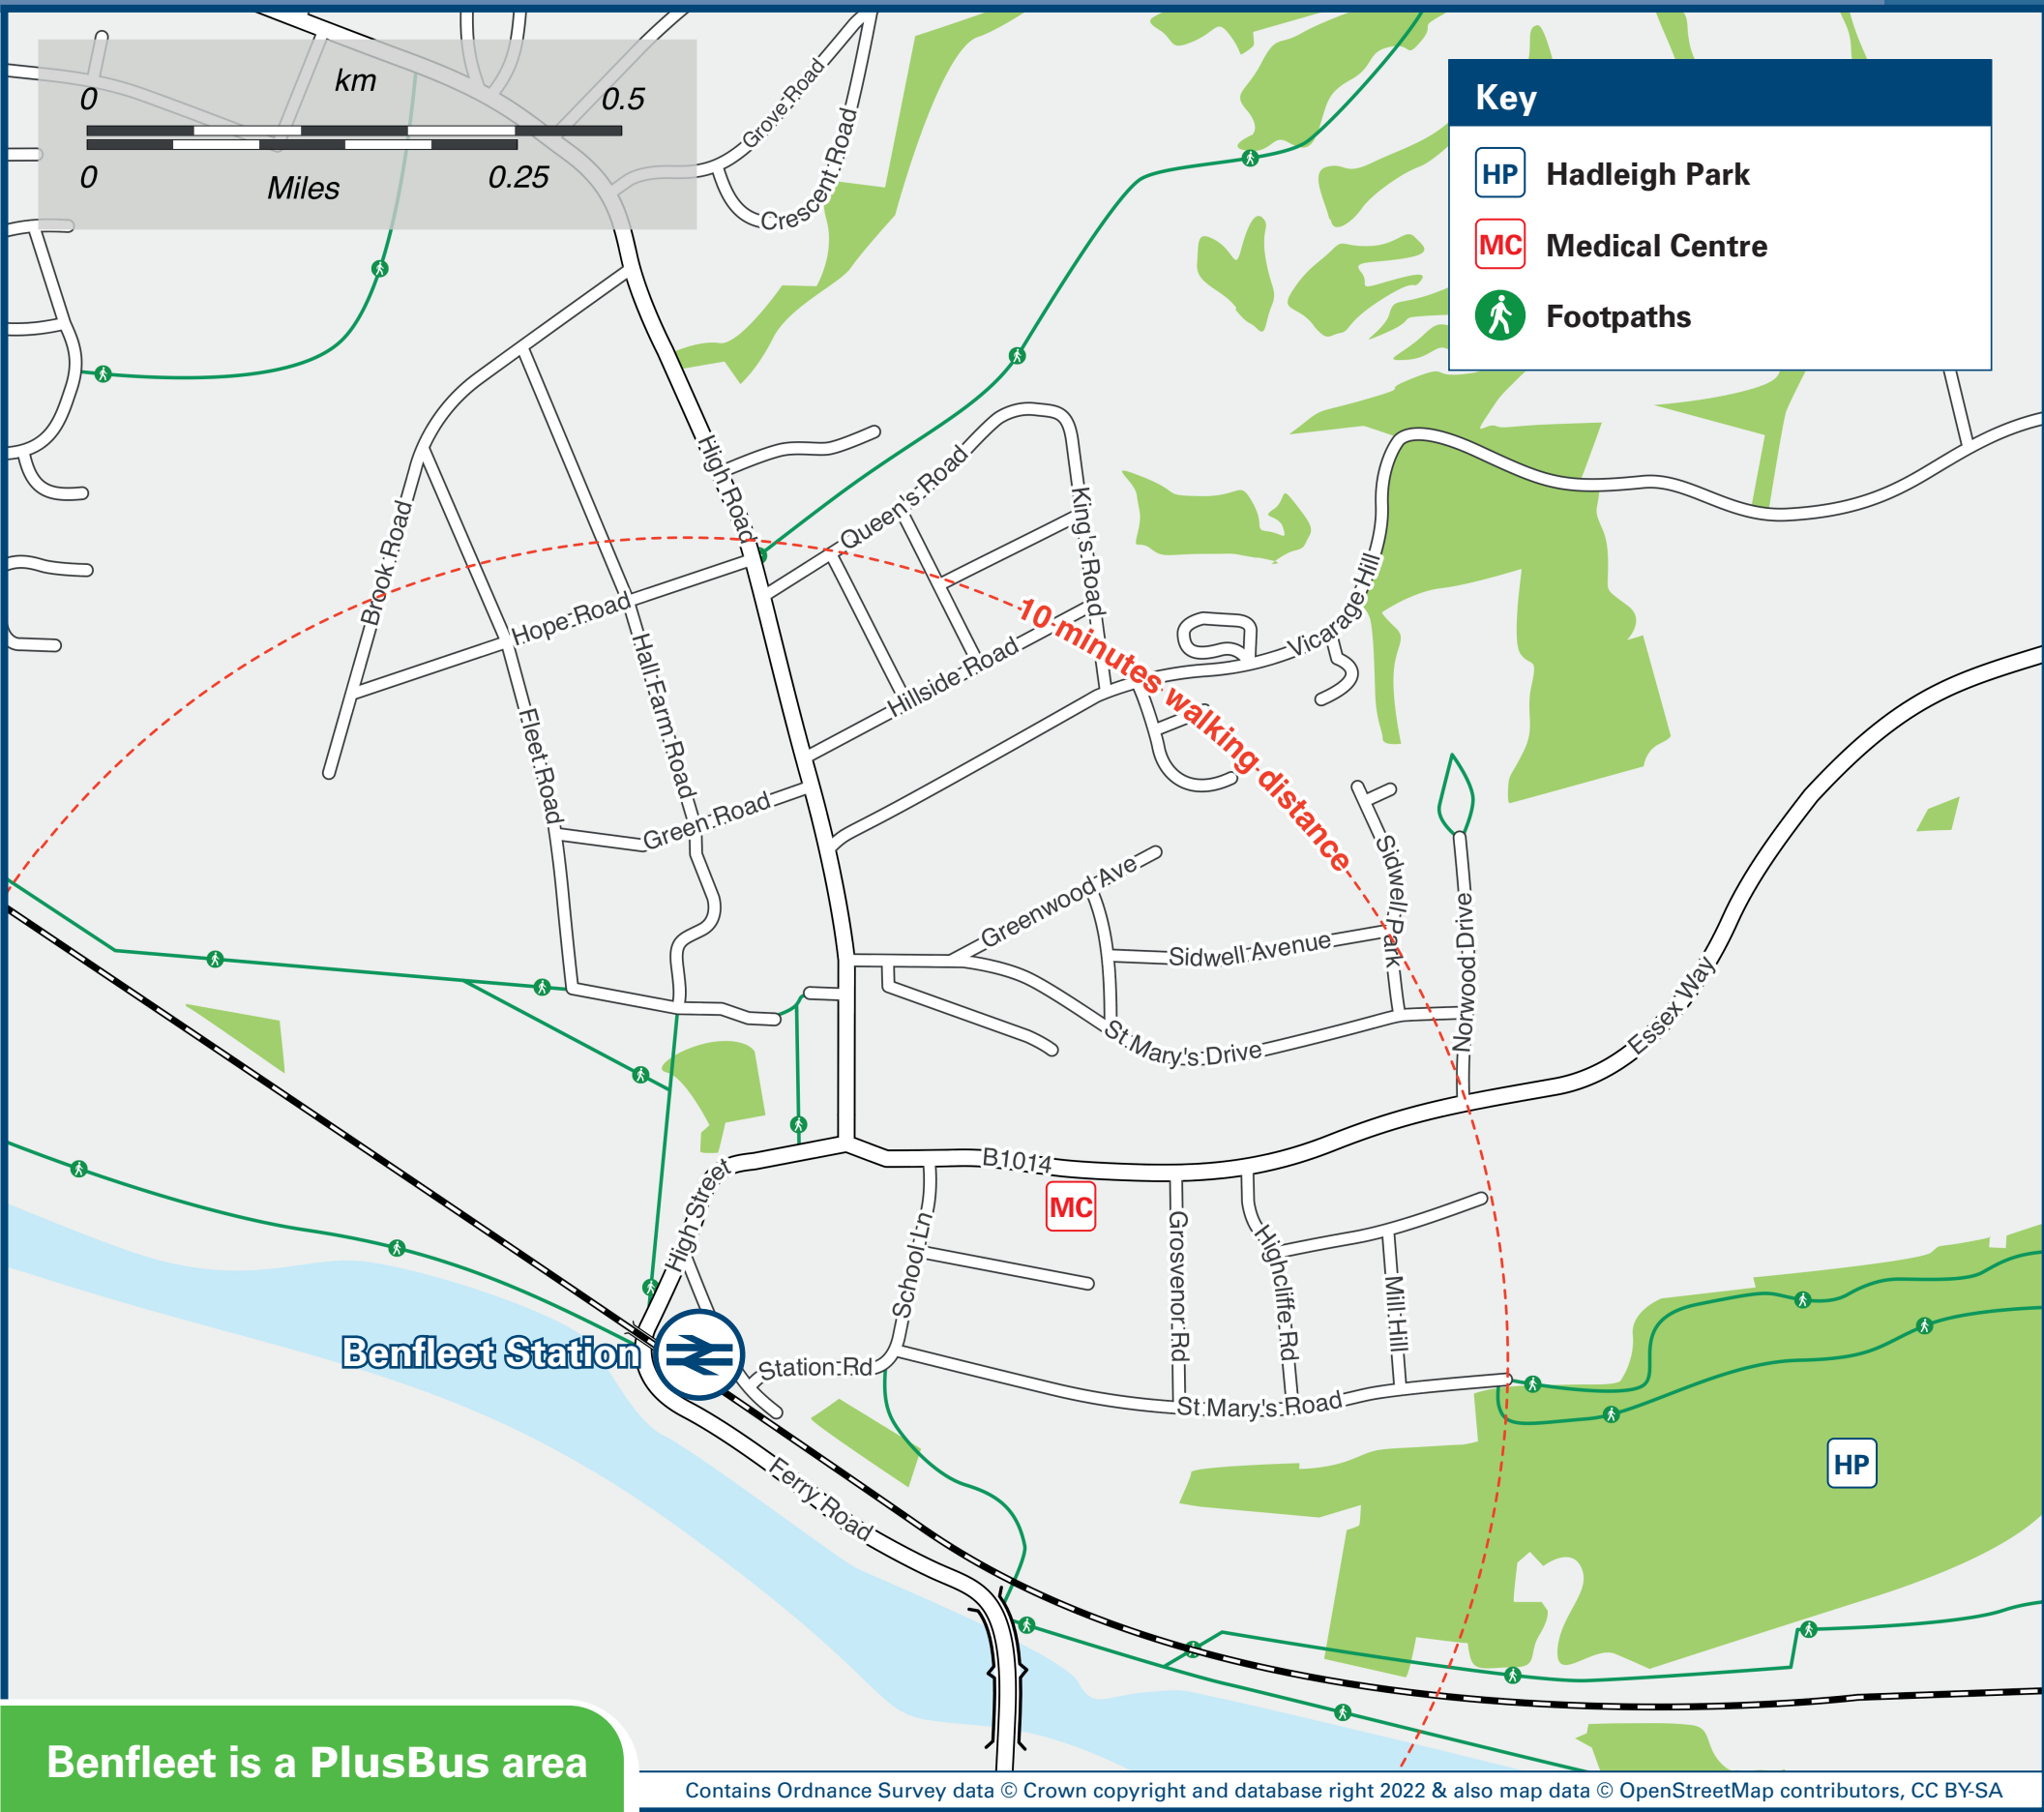 km
0 0.5
0 Miles 0.25
Key
HP Hadleigh Park
MC Medical Centre
Footpaths
Grove Road
Crescent Road
High Road
Queen's Road
King's Road
Brook Road
Hope Road
Hall Farm Road
Fleet Road
Green Road
Hillside Road
Vicarage Hill
10 minutes walking distance
Greenwood Ave
Sidwell Avenue
Sidwell Park
Norwood Drive
St Mary's Drive
Essex Way
B1014
MC
High Street
School Ln
Grosvenor Rd
Highcliffe Rd
Mill Hill
Benfleet Station
Station Rd
St Mary's Road
HP
Ferry Road
Benfleet is a PlusBus area
Contains Ordnance Survey data © Crown copyright and database right 2022 & also map data © OpenStreetMap contributors, CC BY-SA